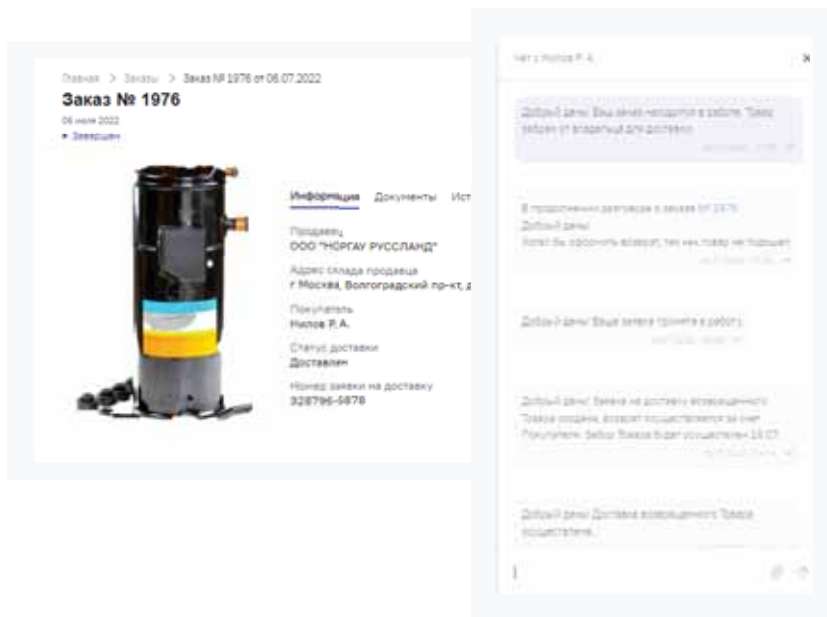 Главная > Заказы > Заказ № 1976 от 06.07.2022
Заказ № 1976
06 июля 2022
Завершен
Информация Документы Ист
Продавец
ООО "НОРГАУ РУССЛАНД"
Адрес склада продавца
г Москва, Волгоградский пр-кт, д
Покупатель
Нилов Р. А.
Статус доставки
Доставлен
Номер заявки на доставку
328796-5878
Чат с Нилов Р. А.
Добрый день! Ваш заказ находится в работе. Товар
забран от владельца для доставки.
В продолжении разговора о заказе № 1976
Добрый день!
Хотел бы оформить возврат, так как товар не подошел
Добрый день! Ваша заявка принята в работу.
Добрый день! Заявка на доставку возвращенного
Товара создана, возврат осуществляется за счет
Покупателя. Забор Товара будет осуществлен 18.07.
Добрый день! Доставка возвращенного Товара
осуществлена.